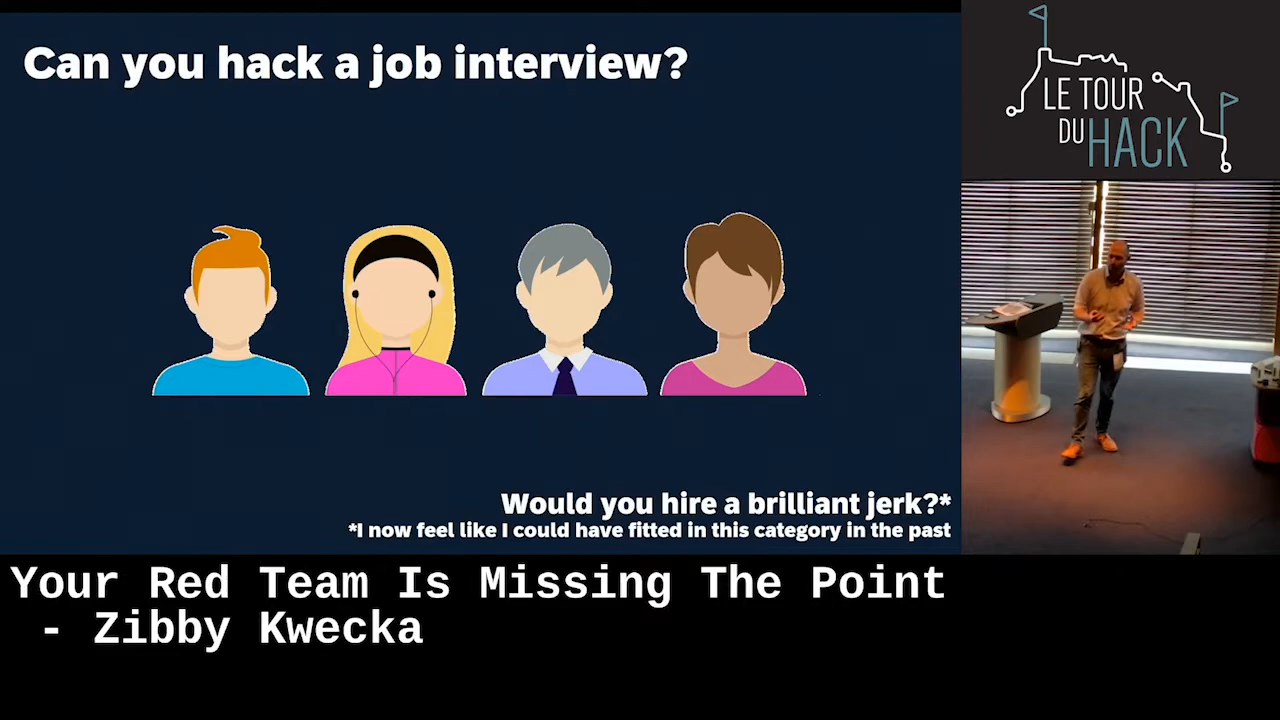 Can you hack a job interview?
LE TOUR
DU HACK
Would you hire a brilliant jerk?*
*I now feel like I could have fitted in this category in the past
Your Red Team Is Missing The Point
- Zibby Kwecka